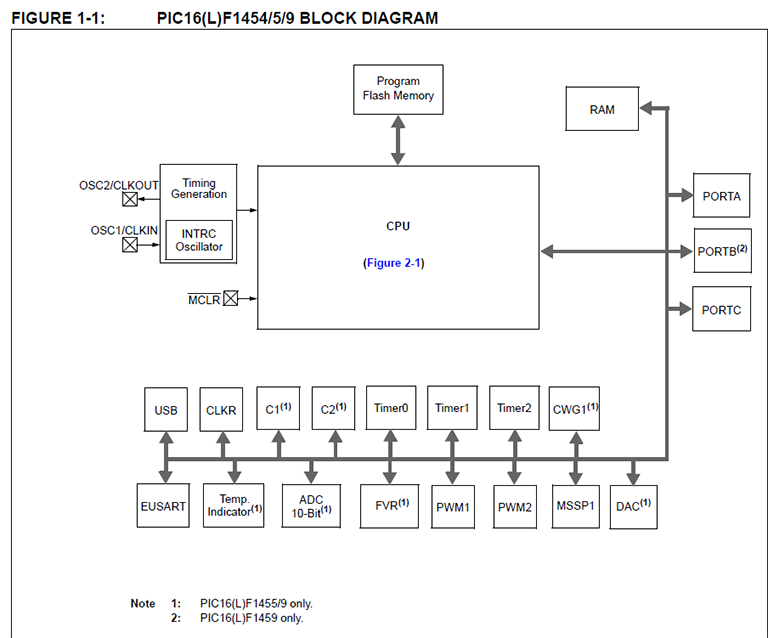 FIGURE 1-1: PIC16(L)F1454/5/9 BLOCK DIAGRAM
Program
Flash Memory
RAM
OSC2/CLKOUT
Timing
Generation
PORTA
OSC1/CLKIN
INTRC
Oscillator
CPU
(Figure 2-1)
PORTB(2)
MCLR
PORTC
USB
CLKR
C1(1)
C2(1)
Timer0
Timer1
Timer2
CWG1(1)
EUSART
Temp.
Indicator(1)
ADC
10-Bit(1)
FVR(1)
PWM1
PWM2
MSSP1
DAC(1)
Note 1: PIC16(L)F1455/9 only.
2: PIC16(L)F1459 only.